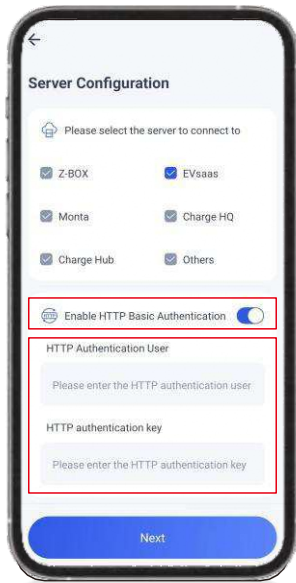 Server Configuration
Please select the server to connect to
Z-BOX
EVsaas
Monta
Charge HQ
Charge Hub
Others
Enable HTTP Basic Authentication
HTTP Authentication User
Please enter the HTTP authentication user
HTTP authentication key
Please enter the HTTP authentication key
Next